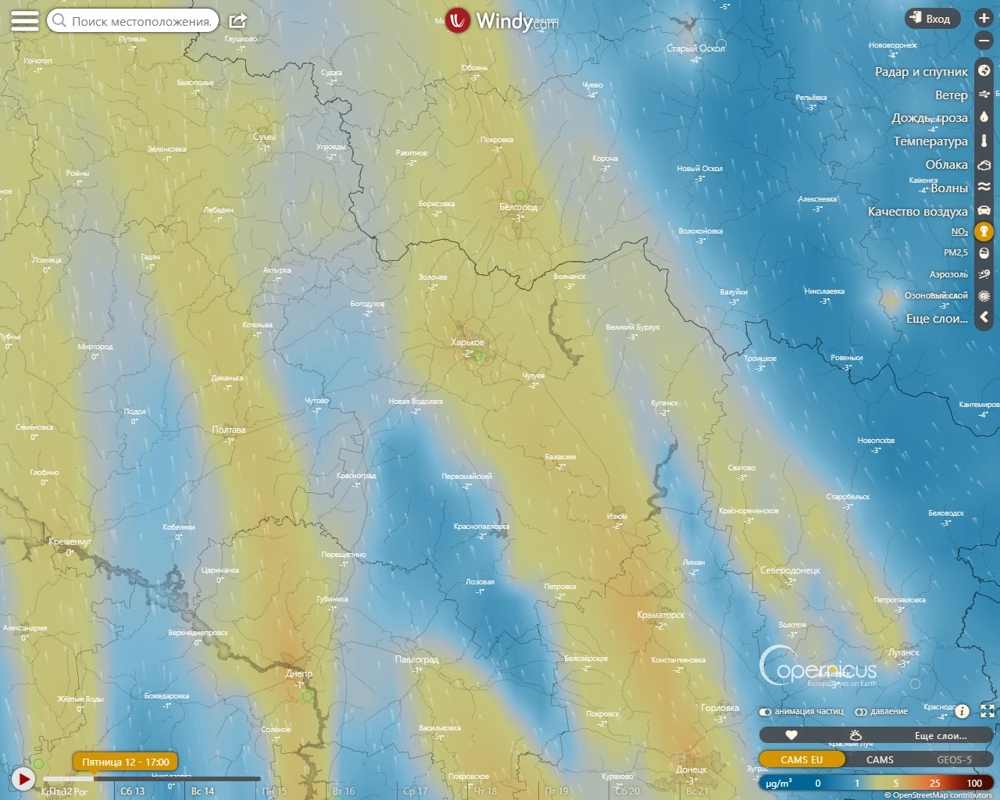 Поиск местоположения.
Windy.com
Вход
Старый Оскол
-4°
-5°
Нововоронеж
-4°
Путивль
-1°
Глушково
-1°
Конотоп
-1°
Белополье
-1°
Суджа
-2°
Обоянь
-3°
Чуево
-4°
Репьёвка
-3°
Радар и спутник
Ветер
Дождь, гроза
-4°
Температура
Облака
Волны
Качество воздуха
NO₂
PM2,5
Аэрозоль
Озоновый слой
-3°
Еще слои...
Сумы
-1°
Зеленковка
-1°
Угроеды
-2°
Ракитное
-2°
Покровка
-3°
Короча
-3°
Новый Оскол
-3°
Каменка
-4°
Ромны
-1°
Лебедин
-1°
Борисовка
-2°
Белгород
-3°
Алексеевка
-3°
Волоконовка
-3°
Лохвица
0°
Гадяч
-1°
Ахтырка
-1°
Золочев
-2°
Волчанск
-3°
Валуйки
-3°
Николаевка
-3°
Богодухов
-2°
Котельва
-1°
Великий Бурлук
-3°
Миргород
0°
Харьков
-2°
Троицкое
-3°
Ровеньки
-3°
Диканька
-1°
Чугуев
-2°
Подол
0°
Чутово
-1°
Новая Водолага
-2°
Купянск
-2°
Кантемиров
-4°
Семёновка
0°
Полтава
-1°
Новопсков
-3°
Глобино
0°
Красноград
-1°
Первомайский
-2°
Балаклея
-2°
Сватово
-3°
Старобельск
-3°
Кобеляки
0°
Краснопавловка
-2°
Изюм
-2°
Краснореченское
-3°
Беловодск
-3°
Кременчуг
0°
Царичанка
0°
Перещепино
-1°
Лиман
-2°
Северодонецк
-2°
Лозовая
-1°
Петровка
-2°
Губиниха
-1°
Петропавловка
-3°
Александрия
0°
Верхнеднепровск
0°
Краматорск
-2°
Золотое
-3°
Павлоград
-1°
Белозёрское
-2°
Константиновка
-2°
Луганск
-3°
Днепр
-1°
Copernicus
Europe's eyes on Earth
Алчевск
-3°
Жёлтые Воды
0°
Божедаровка
-1°
Покровск
-2°
Горловка
-3°
-4°
анимация частиц
давление
Солёное
-1°
Васильковка
-1°
Еще слои...
Красный Луч
Пятница 12 - 17:00
CAMS EU
CAMS
GEOS-5
Николаевка
0°
Покровское
-1°
Курахово
-2°
Донецк
-3°
µg/m³ 0 1 5 25 100
Пт 12
Сб 13
Вс 14
Пн 15
Вт 16
Ср 17
Чт 18
Пт 19
Сб 20
Вс 21
© OpenStreetMap contributors